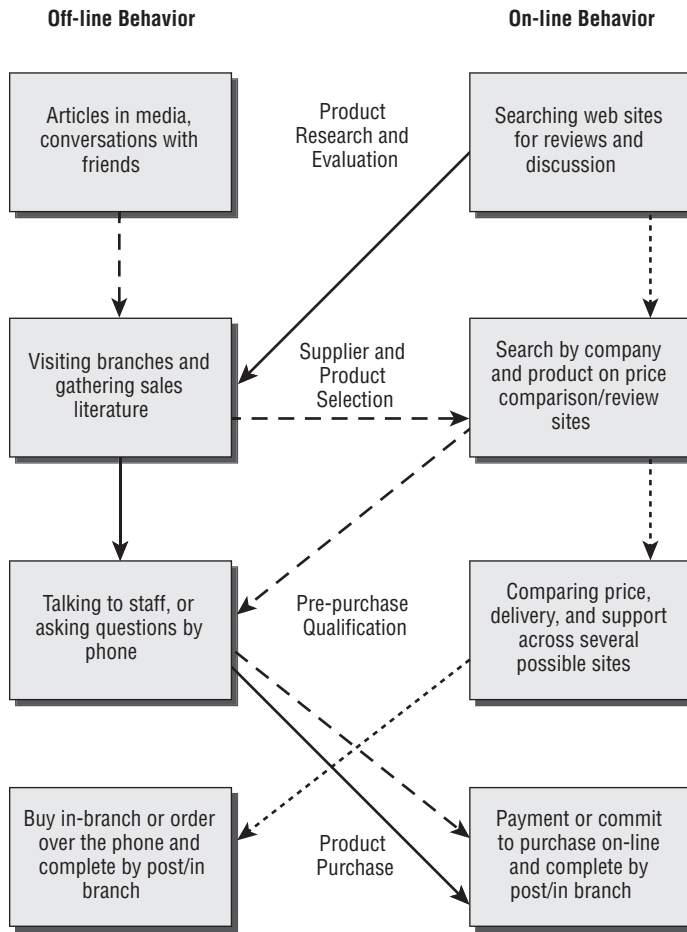 Off-line Behavior
On-line Behavior
Articles in media,
conversations with
friends
Product
Research and
Evaluation
Searching web sites
for reviews and
discussion
Visiting branches and
gathering sales
literature
Supplier and
Product
Selection
Search by company
and product on price
comparison/review
sites
Talking to staff, or
asking questions by
phone
Pre-purchase
Qualification
Comparing price,
delivery, and support
across several
possible sites
Buy in-branch or order
over the phone and
complete by post/in
branch
Product
Purchase
Payment or commit
to purchase on-line
and complete by
post/in branch